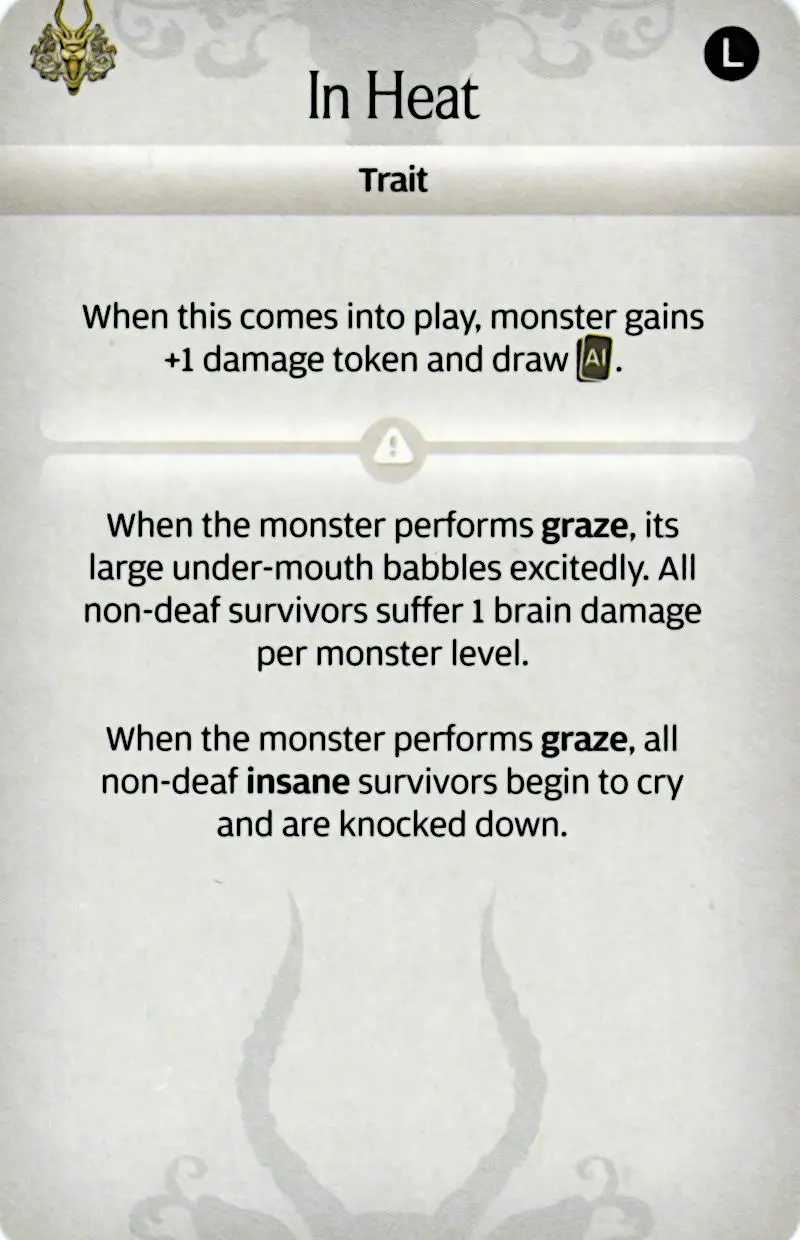 L
In Heat
Trait
When this comes into play, monster gains
+1 damage token and draw AI.
When the monster performs graze, its
large under-mouth babbles excitedly. All
non-deaf survivors suffer 1 brain damage
per monster level.
When the monster performs graze, all
non-deaf insane survivors begin to cry
and are knocked down.